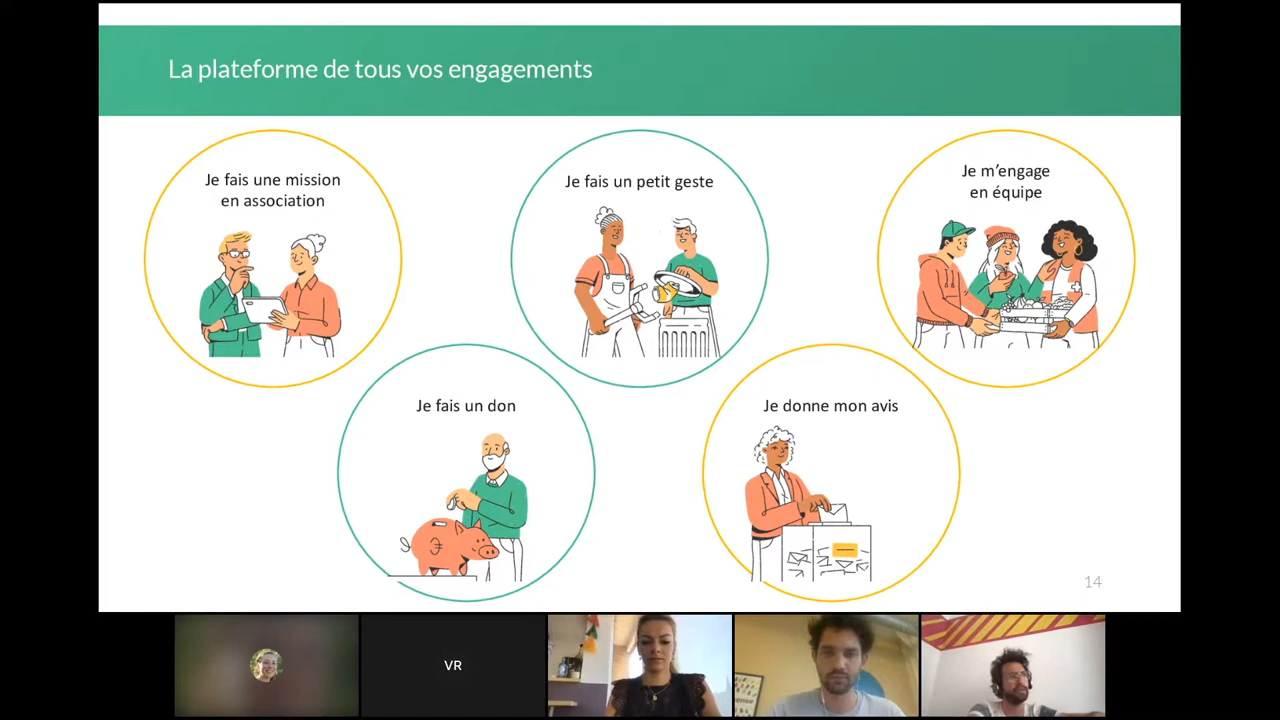 La plateforme de tous vos engagements
Je fais une mission
en association
Je fais un petit geste
Je m’engage
en équipe
Je fais un don
Je donne mon avis
14
VR